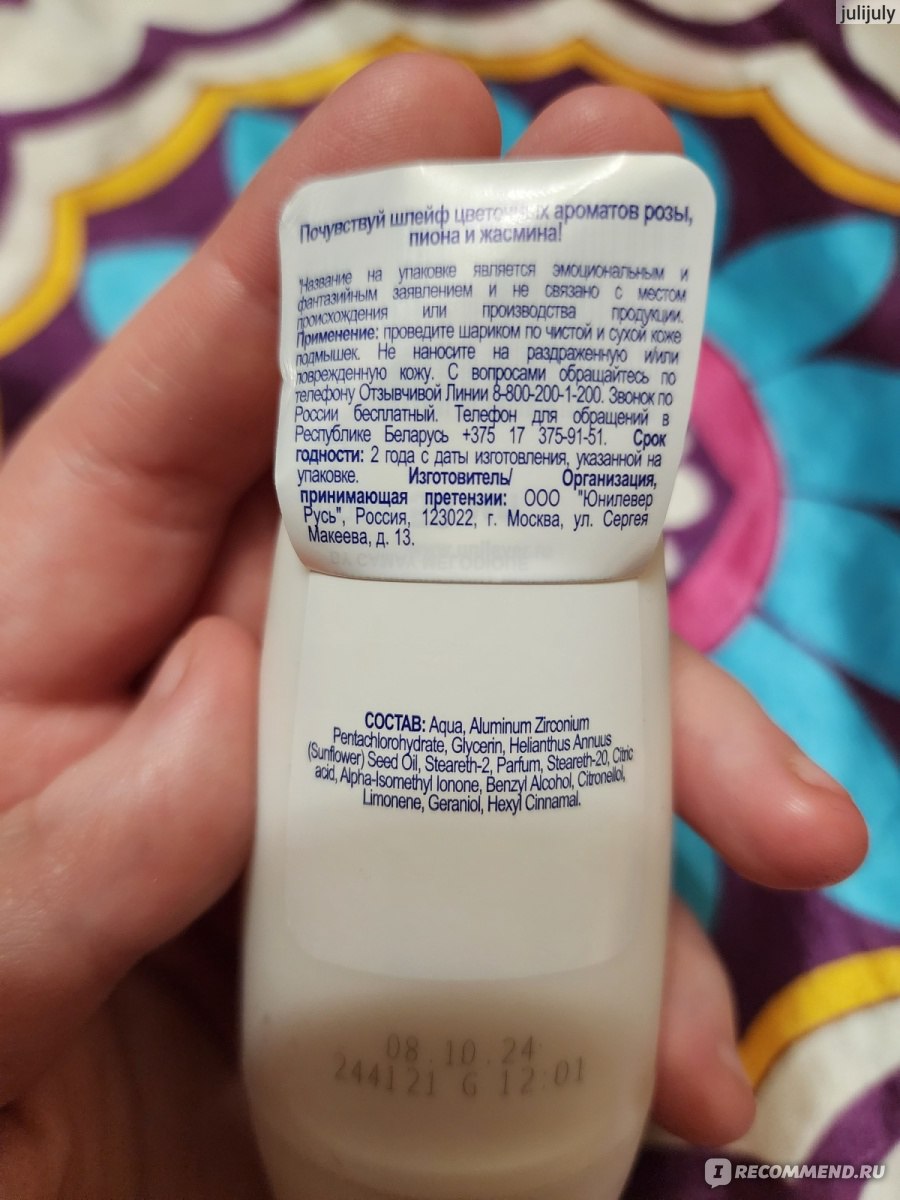 julijuly
Почувствуй шлейф цветочных ароматов розы,
пиона и жасмина!
*Название на упаковке является эмоциональным и
фантазийным заявлением и не связано с местом
происхождения или производства продукции.
Применение: проведите шариком по чистой и сухой коже
подмышек. Не наносите на раздраженную и/или
поврежденную кожу. С вопросами обращайтесь по
телефону Отзывчивой Линии 8-800-200-1-200. Звонок по
России бесплатный. Телефон для обращений в
Республике Беларусь +375 17 375-91-51. Срок
годности: 2 года с даты изготовления, указанной на
упаковке. Изготовитель/ Организация,
принимающая претензии: ООО "Юнилевер
Русь", Россия, 123022, г. Москва, ул. Сергея
Макеева, д. 13.
СОСТАВ: Aqua, Aluminum Zirconium
Pentachlorohydrate, Glycerin, Helianthus Annuus
(Sunflower) Seed Oil, Steareth-2, Parfum, Steareth-20, Citric
acid, Alpha-Isomethyl Ionone, Benzyl Alcohol, Citronellol,
Limonene, Geraniol, Hexyl Cinnamal.
08.10.24
244121 G 12:01
IRECOMMEND.RU